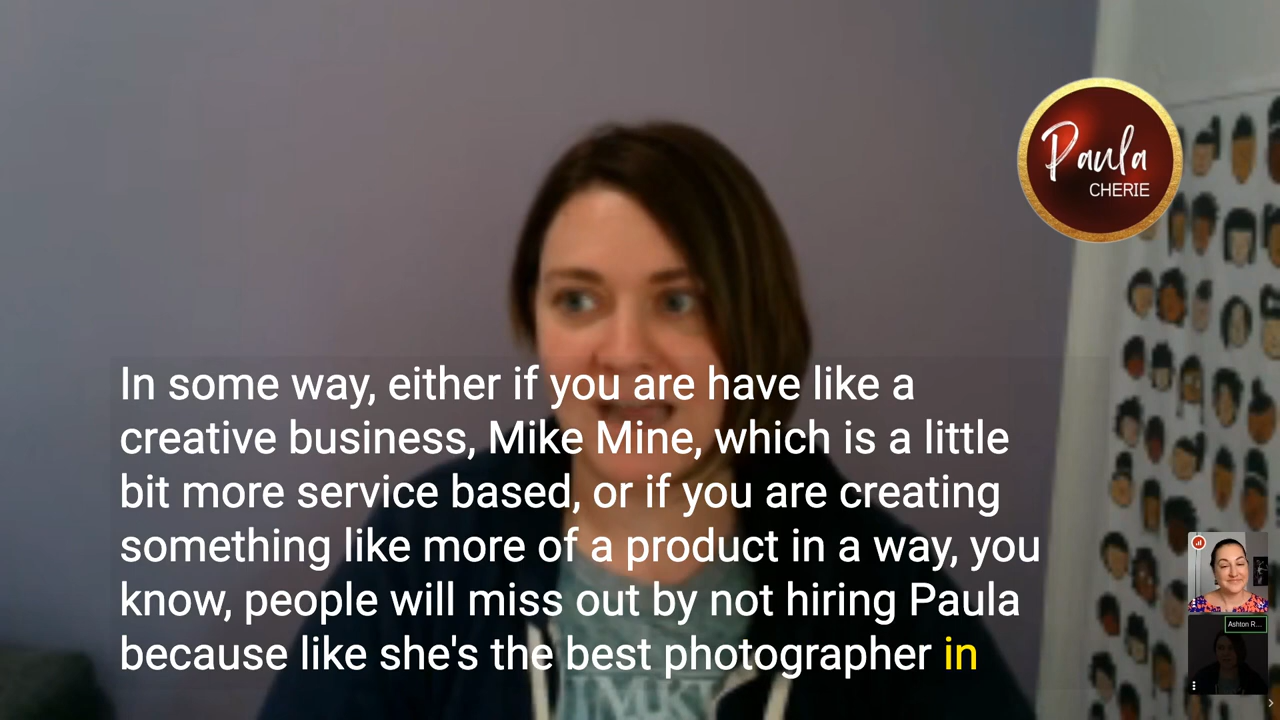 Paula
CHERIE
In some way, either if you are have like a
creative business, Mike Mine, which is a little
bit more service based, or if you are creating
something like more of a product in a way, you
know, people will miss out by not hiring Paula
because like she's the best photographer in
Ashton R...